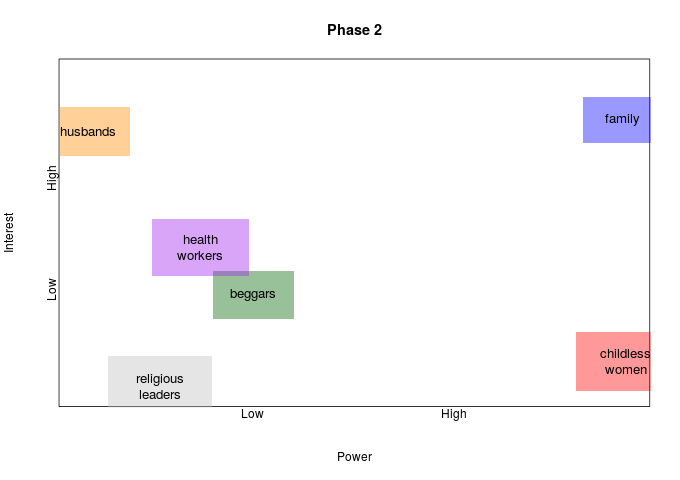 Phase 2
husbands
family
High
Interest
health
workers
Low
beggars
childless
women
religious
leaders
Low
High
Power